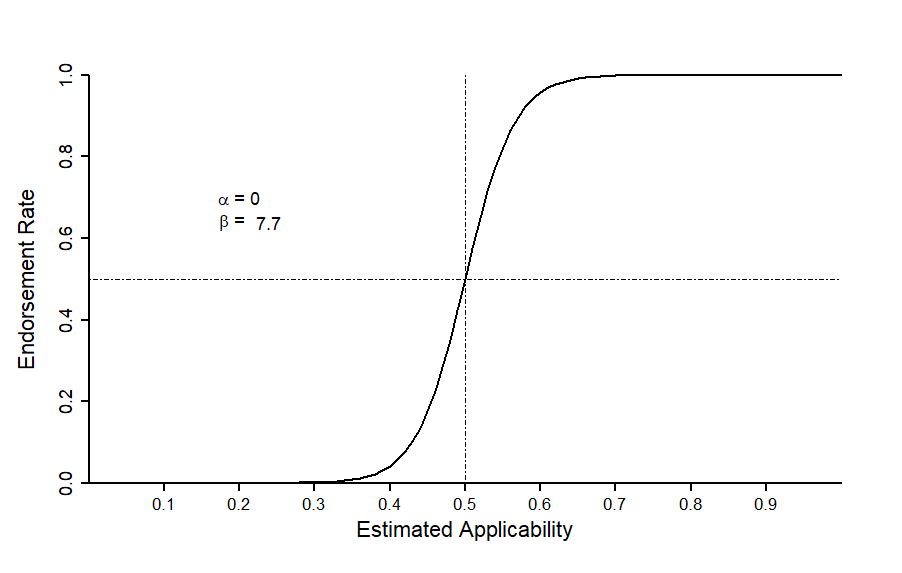 1.0
0.8
α = 0
β = 7.7
0.6
0.4
0.2
0.0
Endorsement Rate
0.1 0.2 0.3 0.4 0.5 0.6 0.7 0.8 0.9
Estimated Applicability